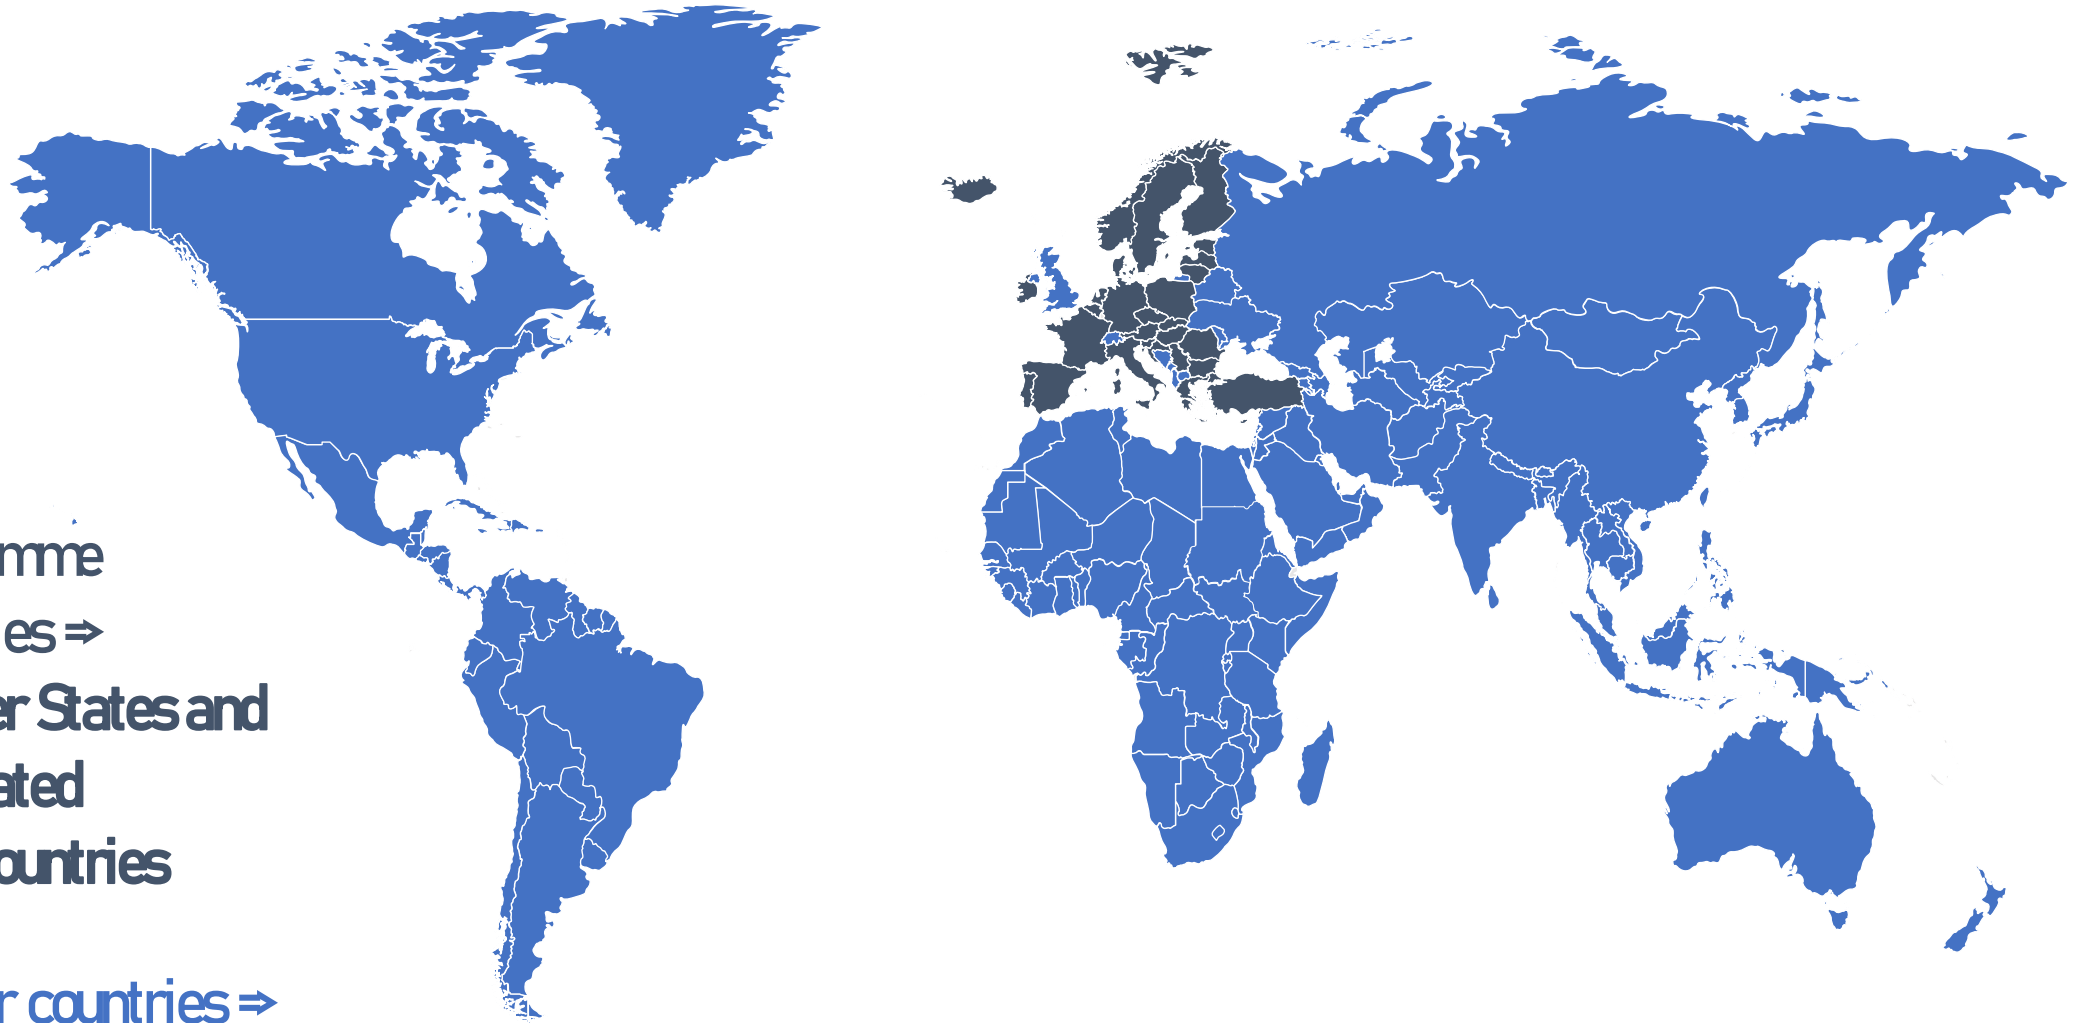 mme
es ⇒
er States and
ated
ountries
r countries ⇒